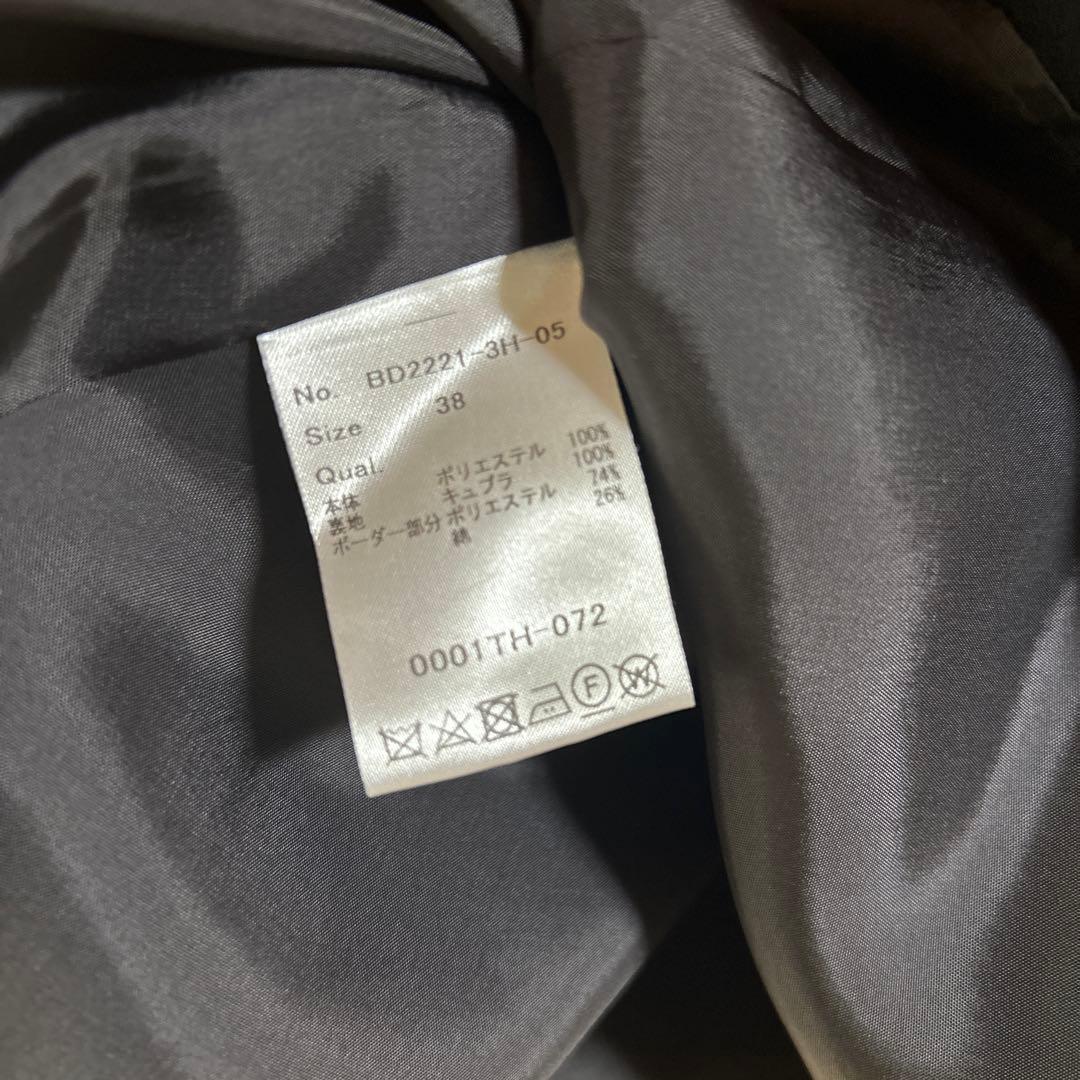 No. BD2221-3H-05
Size 38
Qual.
本体 ポリエステル 100%
裏地 キュプラ 100%
ボーダー部分 ポリエステル 74%
綿 26%
0001TH-072
F W